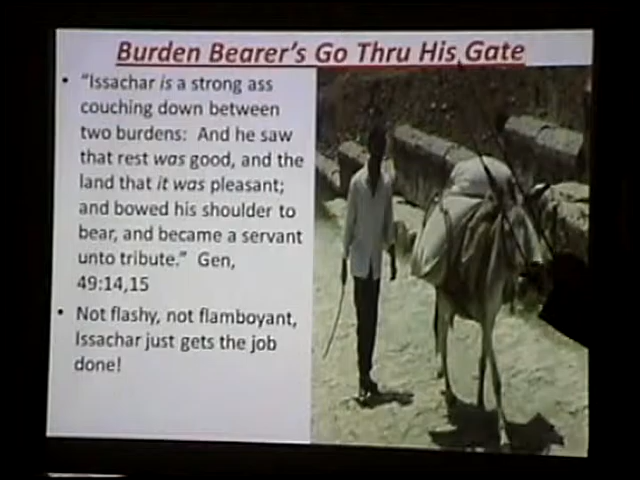 Burden Bearer's Go Thru His Gate
• "Issachar is a strong ass
couching down between
two burdens: And he saw
that rest was good, and the
land that it was pleasant;
and bowed his shoulder to
bear, and became a servant
unto tribute." Gen,
49:14,15
• Not flashy, not flamboyant,
Issachar just gets the job
done!